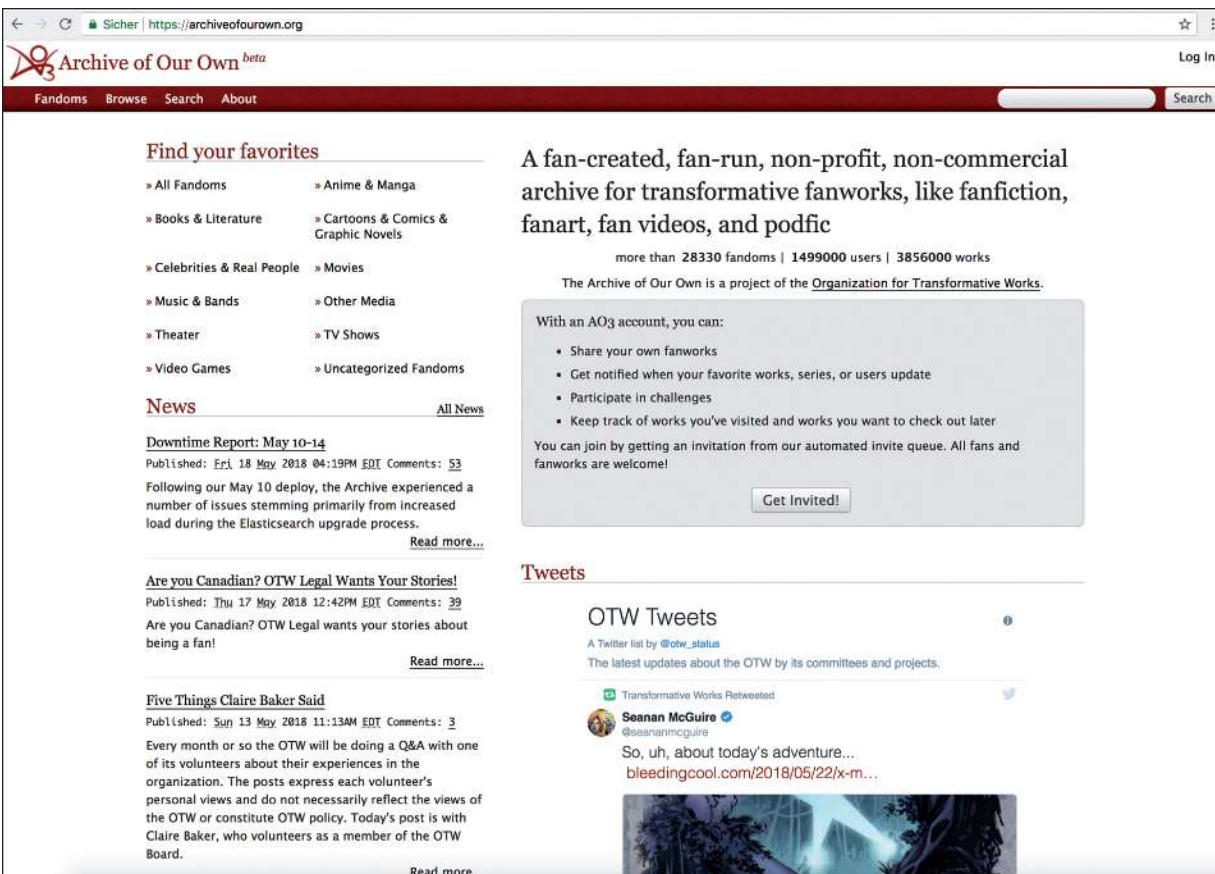 Sicher | https://archiveofourown.org
Archive of Our Own beta
Log In
Fandoms Browse Search About
Search
Find your favorites
» All Fandoms
» Anime & Manga
» Books & Literature
» Cartoons & Comics &
Graphic Novels
» Celebrities & Real People
» Movies
» Music & Bands
» Other Media
» Theater
» TV Shows
» Video Games
» Uncategorized Fandoms
News
All News
Downtime Report: May 10-14
Published: Fri 18 May 2018 04:19PM EDT Comments: 53
Following our May 10 deploy, the Archive experienced a
number of issues stemming primarily from increased
load during the Elasticsearch upgrade process.
Read more...
Are you Canadian? OTW Legal Wants Your Stories!
Published: Thu 17 May 2018 12:42PM EDT Comments: 39
Are you Canadian? OTW Legal wants your stories about
being a fan!
Read more...
Five Things Claire Baker Said
Published: Sun 13 May 2018 11:13AM EDT Comments: 3
Every month or so the OTW will be doing a Q&A with one
of its volunteers about their experiences in the
organization. The posts express each volunteer's
personal views and do not necessarily reflect the views of
the OTW or constitute OTW policy. Today's post is with
Claire Baker, who volunteers as a member of the OTW
Board.
Read more...
A fan-created, fan-run, non-profit, non-commercial
archive for transformative fanworks, like fanfiction,
fanart, fan videos, and podfic
more than 28330 fandoms | 1499000 users | 3856000 works
The Archive of Our Own is a project of the Organization for Transformative Works.
With an AO3 account, you can:
• Share your own fanworks
• Get notified when your favorite works, series, or users update
• Participate in challenges
• Keep track of works you've visited and works you want to check out later
You can join by getting an invitation from our automated invite queue. All fans and
fanworks are welcome!
Get Invited!
Tweets
OTW Tweets
A Twitter list by @otw_status
The latest updates about the OTW by its committees and projects.
Transformative Works Retweeted
Seanan McGuire
@seananmcguire
So, uh, about today's adventure...
bleedingcool.com/2018/05/22/x-m...